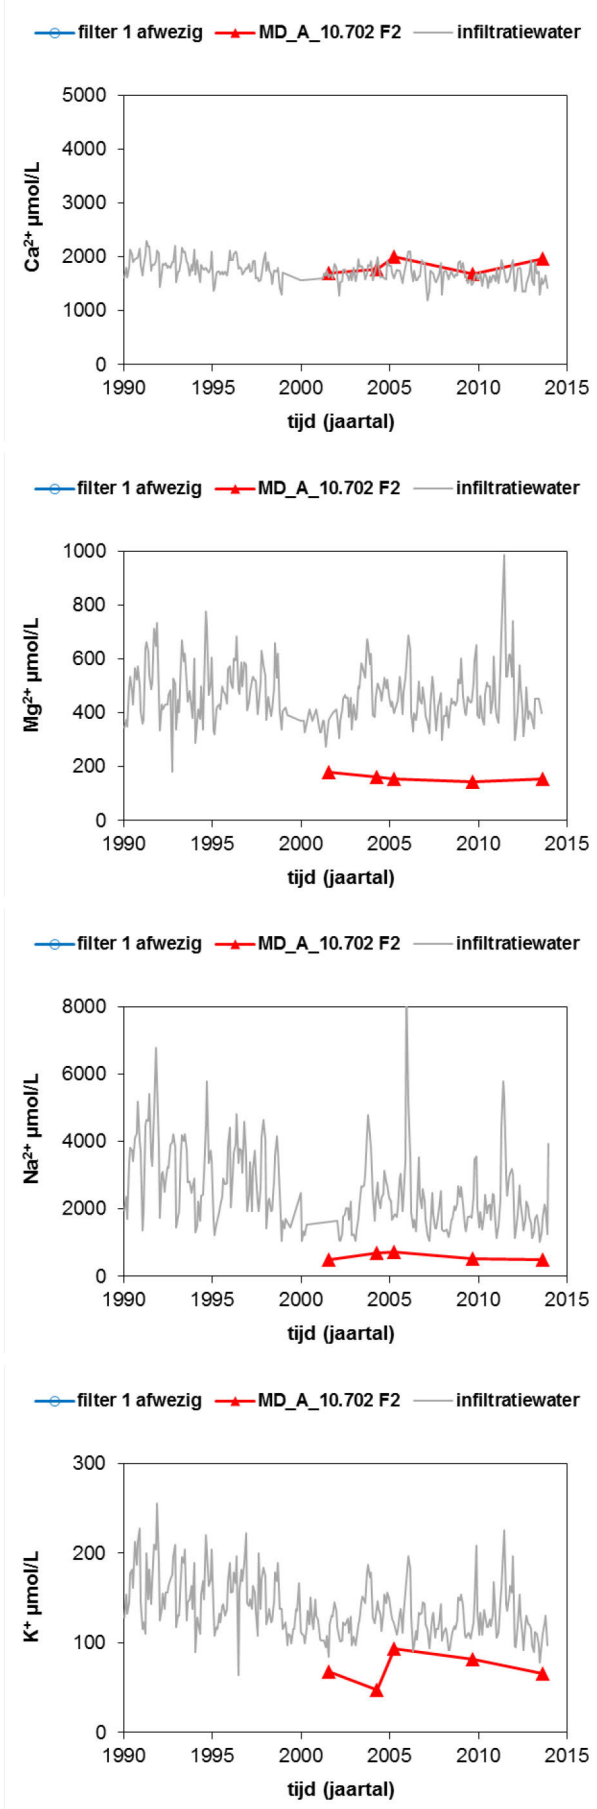 filter 1 afwezig MD_A_10.702 F2 infiltratiewater
5000
4000
3000
2000
1000
0
Ca²⁺ µmol/L
1990 1995 2000 2005 2010 2015
tijd (jaartal)
filter 1 afwezig MD_A_10.702 F2 infiltratiewater
1000
800
600
400
200
0
Mg²⁺ µmol/L
1990 1995 2000 2005 2010 2015
tijd (jaartal)
filter 1 afwezig MD_A_10.702 F2 infiltratiewater
8000
6000
4000
2000
0
Na²⁺ µmol/L
1990 1995 2000 2005 2010 2015
tijd (jaartal)
filter 1 afwezig MD_A_10.702 F2 infiltratiewater
300
200
100
0
K⁺ µmol/L
1990 1995 2000 2005 2010 2015
tijd (jaartal)